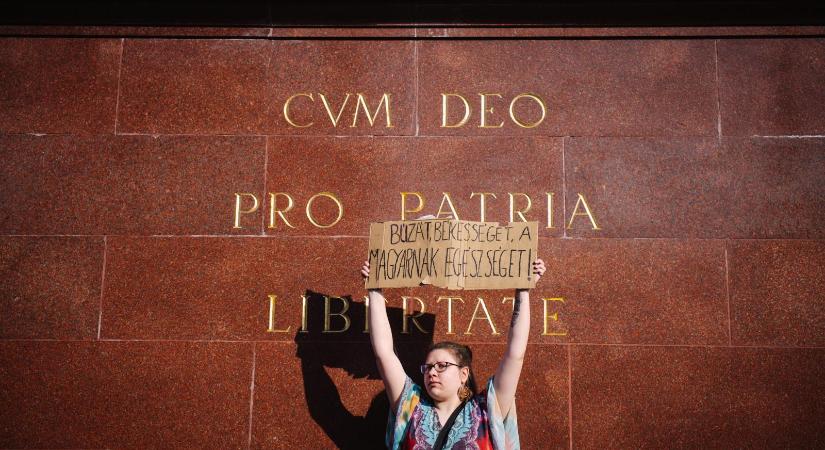 CVM DEO
PRO PATRIA
BÚZÁT, BÉKESSÉGET, A
MAGYARNAK EGÉSZSÉGET!
LIBERTATE